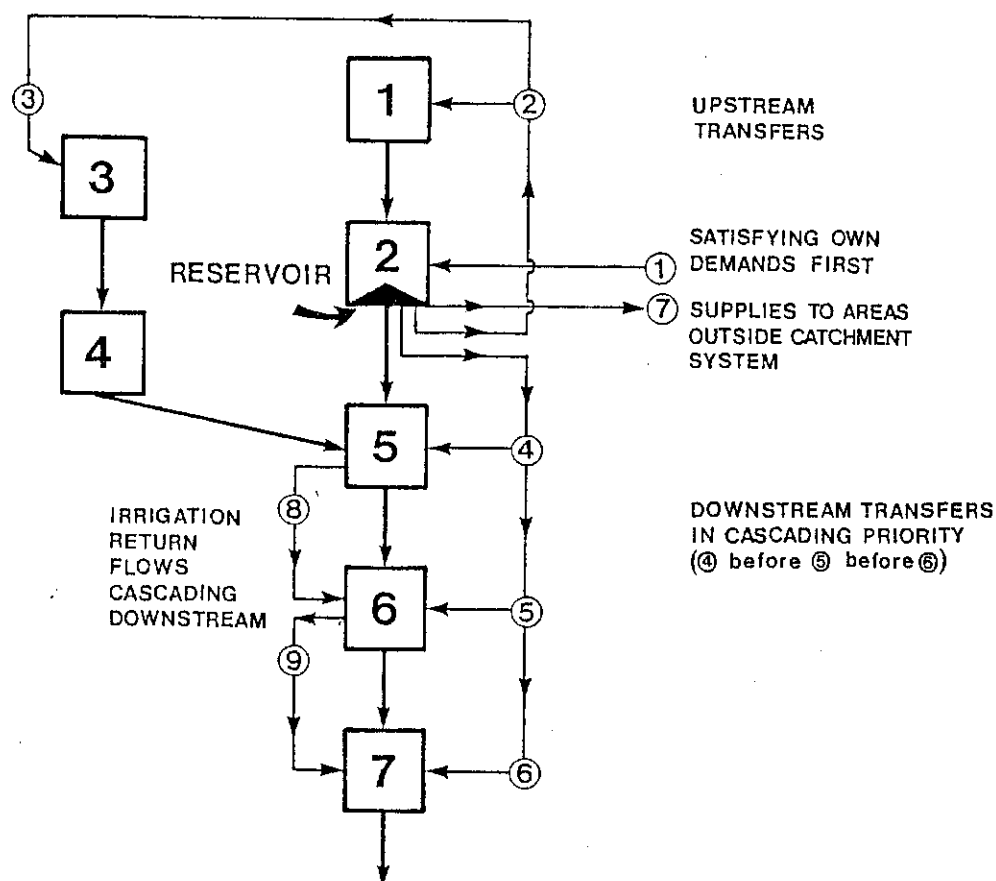 ③
1
②
UPSTREAM
TRANSFERS
3
2
RESERVOIR
①
SATISFYING OWN
DEMANDS FIRST
⑦
SUPPLIES TO AREAS
OUTSIDE CATCHMENT
SYSTEM
4
5
④
⑧
IRRIGATION
RETURN
FLOWS
CASCADING
DOWNSTREAM
DOWNSTREAM TRANSFERS
IN CASCADING PRIORITY
(④ before ⑤ before ⑥)
6
⑤
⑨
7
⑥